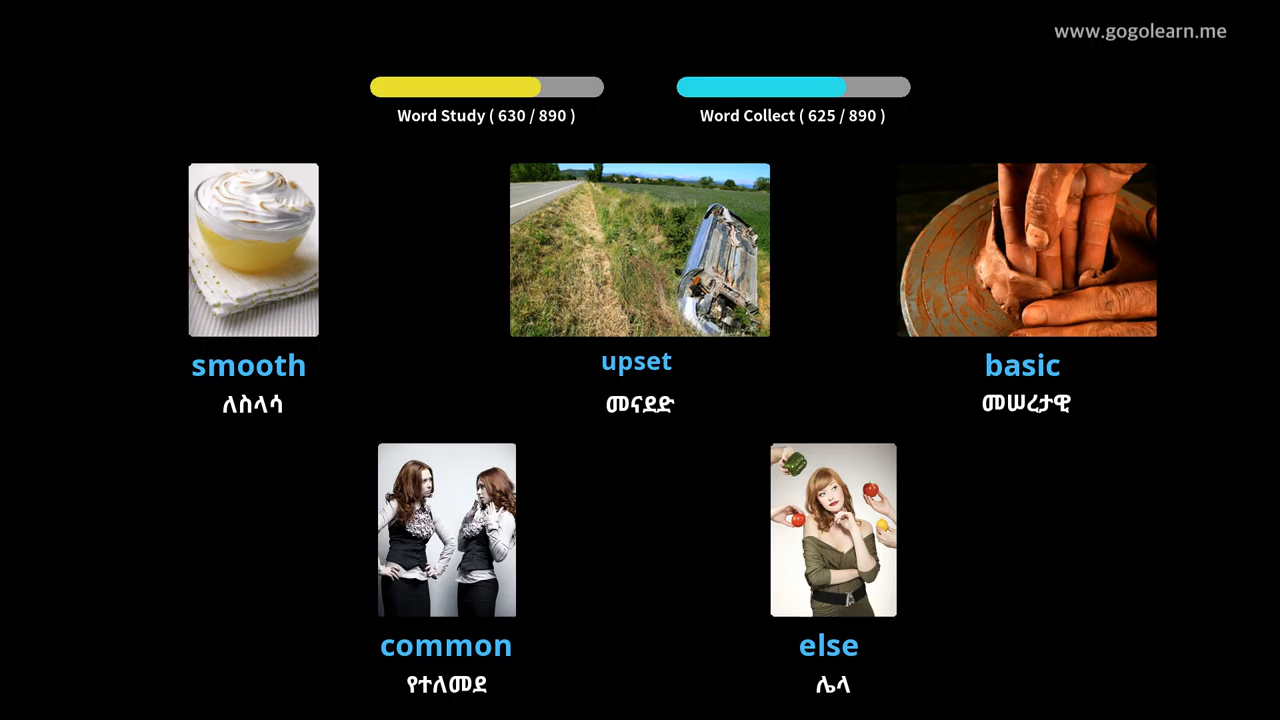 www.gogolearn.me
Word Study ( 630 / 890 )
Word Collect ( 625 / 890 )
smooth
ለስላሳ
upset
መናደድ
basic
መሠረታዊ
common
የተለመደ
else
ሌላ